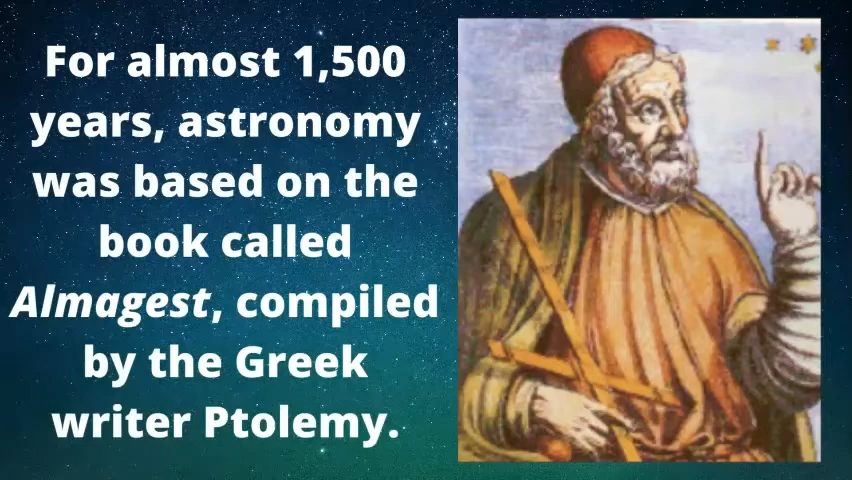 For almost 1,500
years, astronomy
was based on the
book called
Almagest, compiled
by the Greek
writer Ptolemy.